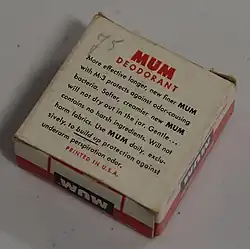 75
MUM
DEODORANT
More effective longer, new finer MUM
with M-3 protects against odor-causing
bacteria. Softer, creamier new MUM
will not dry out in the jar. Gentle...
contains no harsh ingredients. Will not
harm fabrics. Use MUM daily, exclu-
sively, to build up protection against
underarm perspiration odor.
PRINTED IN U.S.A.
MUM